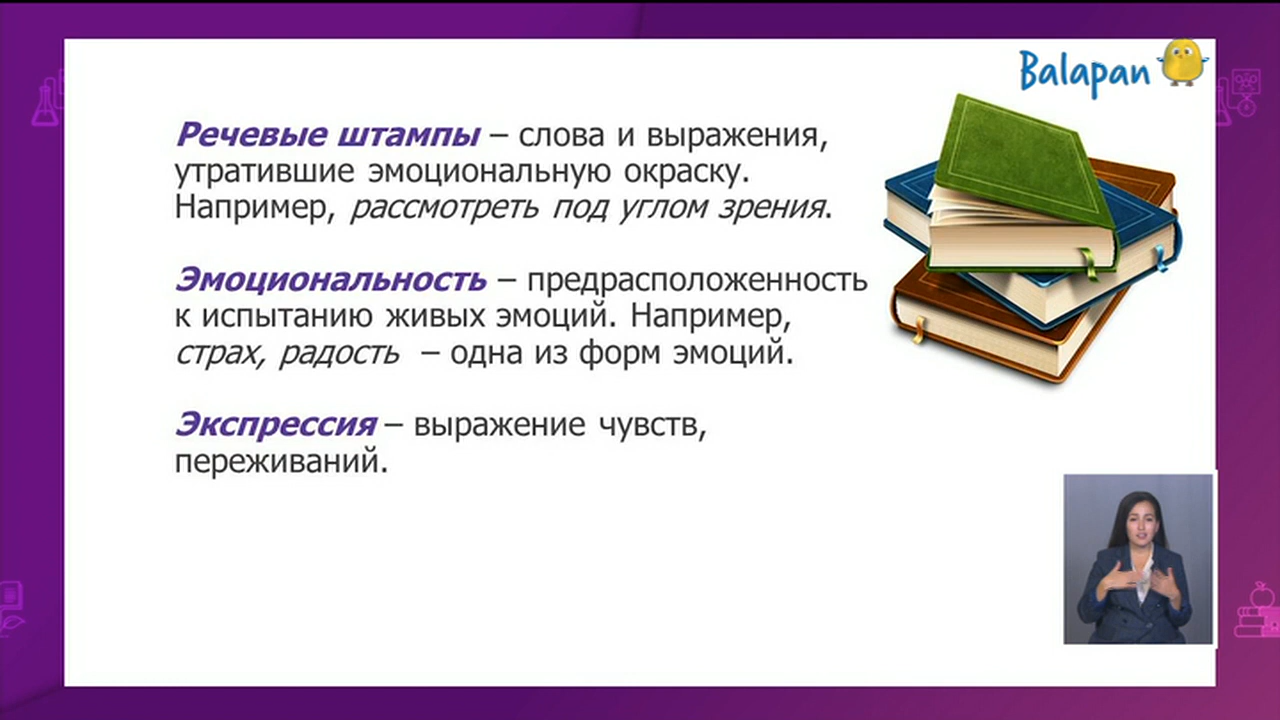 Balapan
Речевые штампы – слова и выражения,
утратившие эмоциональную окраску.
Например, рассмотреть под углом зрения.
Эмоциональность – предрасположенность
к испытанию живых эмоций. Например,
страх, радость – одна из форм эмоций.
Экспрессия – выражение чувств,
переживаний.